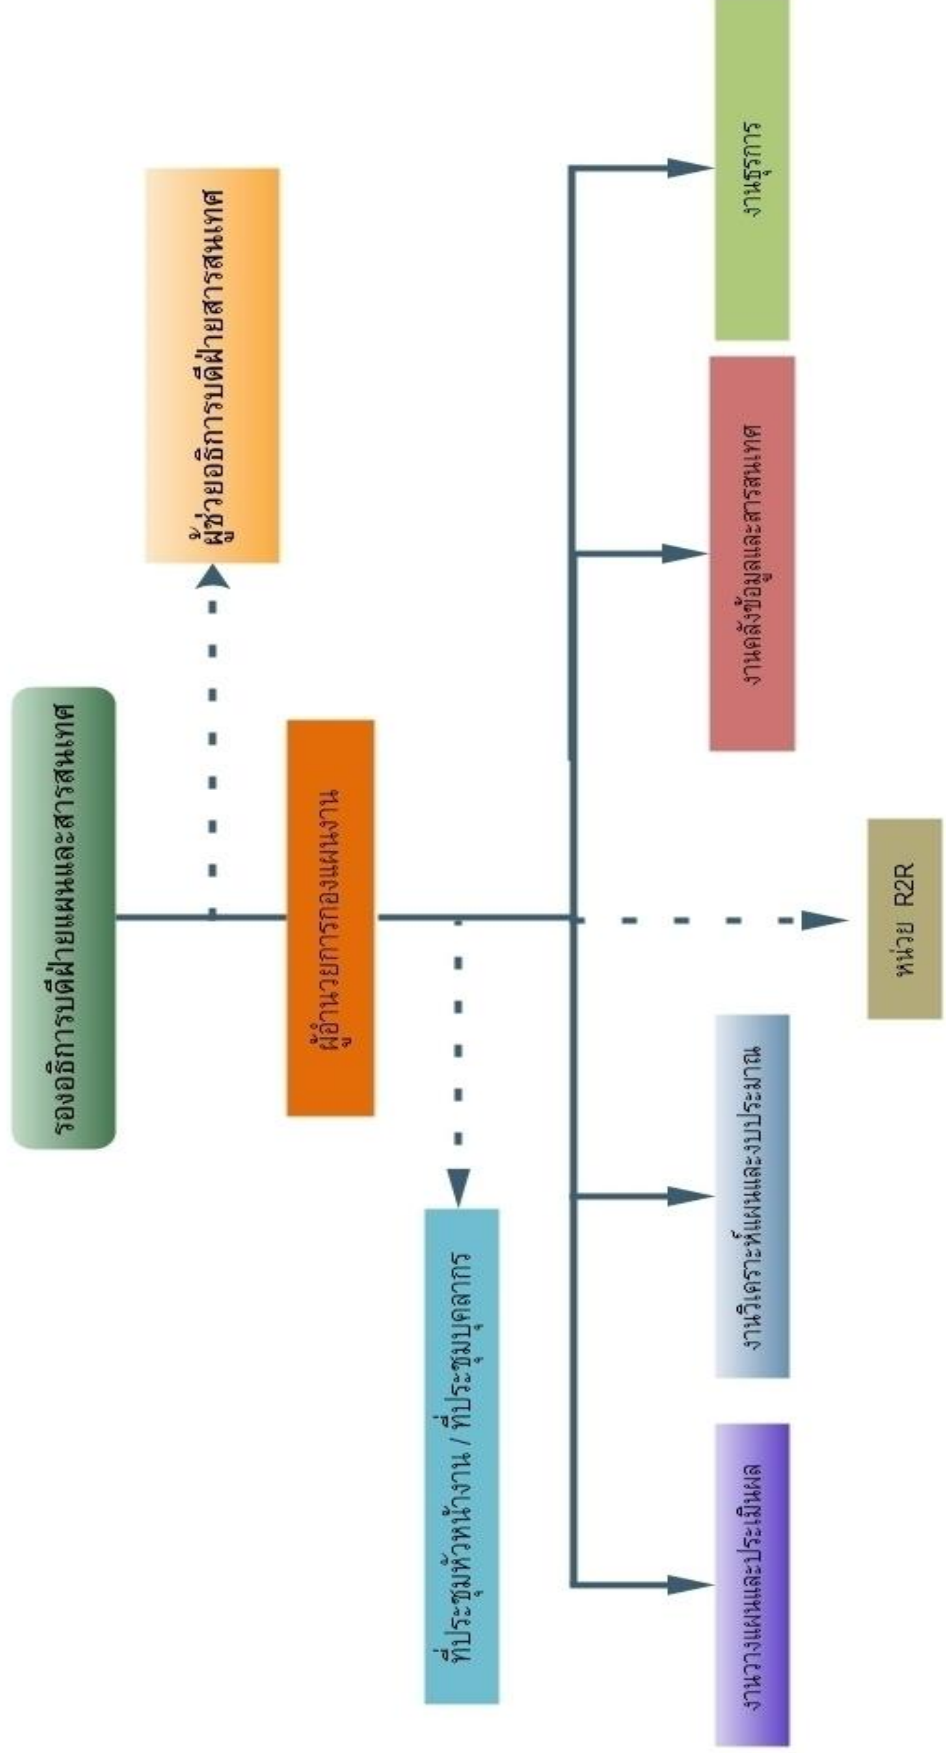 รองอธิการบดีฝ่ายแผนและสารสนเทศ
ผู้ช่วยอธิการบดีฝ่ายสารสนเทศ
ผู้อำนวยการกองแผนงาน
ที่ประชุมหัวหน้างาน / ที่ประชุมบุคลากร
งานวางแผนและประเมินผล
งานวิเคราะห์แผนและงบประมาณ
งานคลังข้อมูลและสารสนเทศ
งานธุรการ
หน่วย R2R